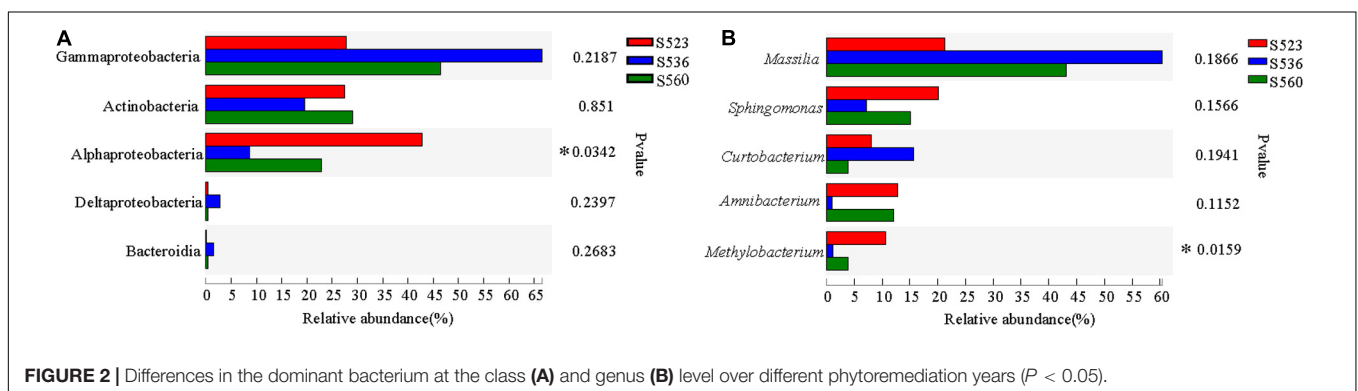 A
Gammaproteobacteria
Actinobacteria
Alphaproteobacteria
Deltaproteobacteria
Bacteroidia
0.2187
0.851
*0.0342
0.2397
0.2683
S523
S536
S560
Pvalue
0 5 10 15 20 25 30 35 40 45 50 55 60 65
Relative abundance(%)
B
Massilia
Sphingomonas
Curtobacterium
Amnibacterium
Methylobacterium
0.1866
0.1566
0.1941
0.1152
* 0.0159
S523
S536
S560
Pvalue
0 5 10 15 20 25 30 35 40 45 50 55 60
Relative abundance(%)
FIGURE 2 | Differences in the dominant bacterium at the class (A) and genus (B) level over different phytoremediation years (P < 0.05).